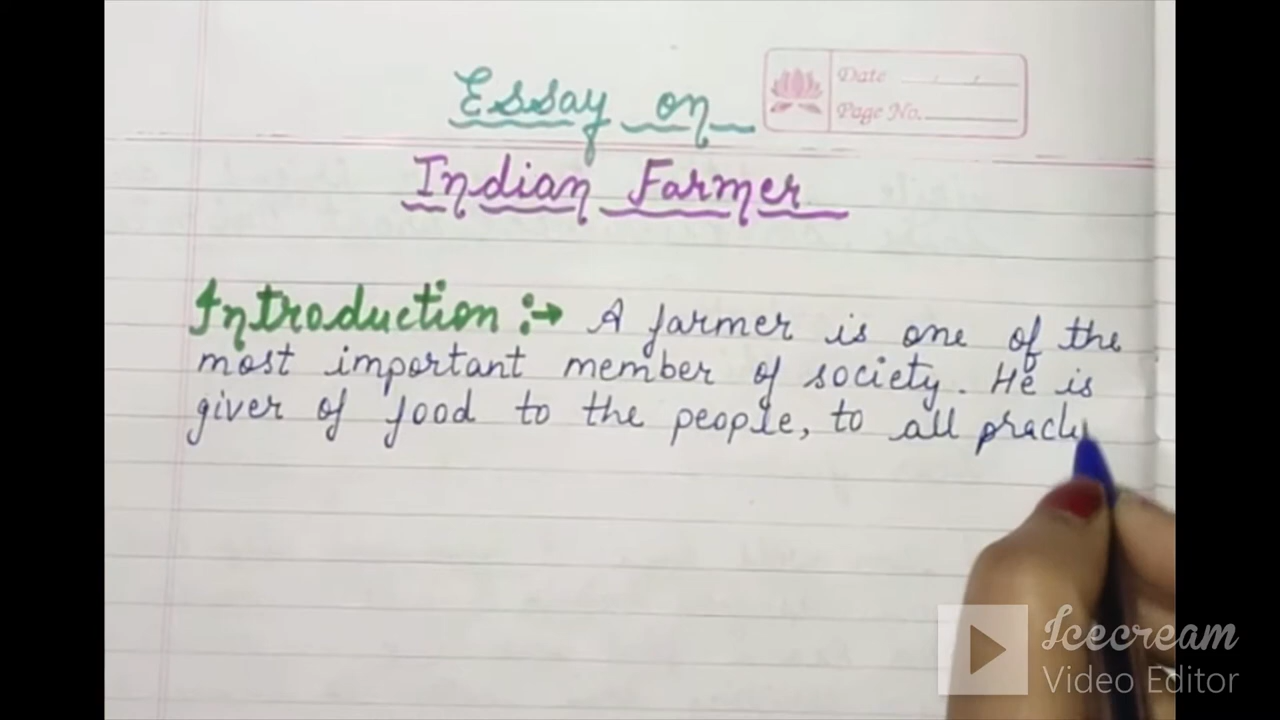 Essay on
Date
Page No.
Indian Farmer
Introduction :→ A farmer is one of the
most important member of society. He is
giver of food to the people, to all
Icecream
Video Editor